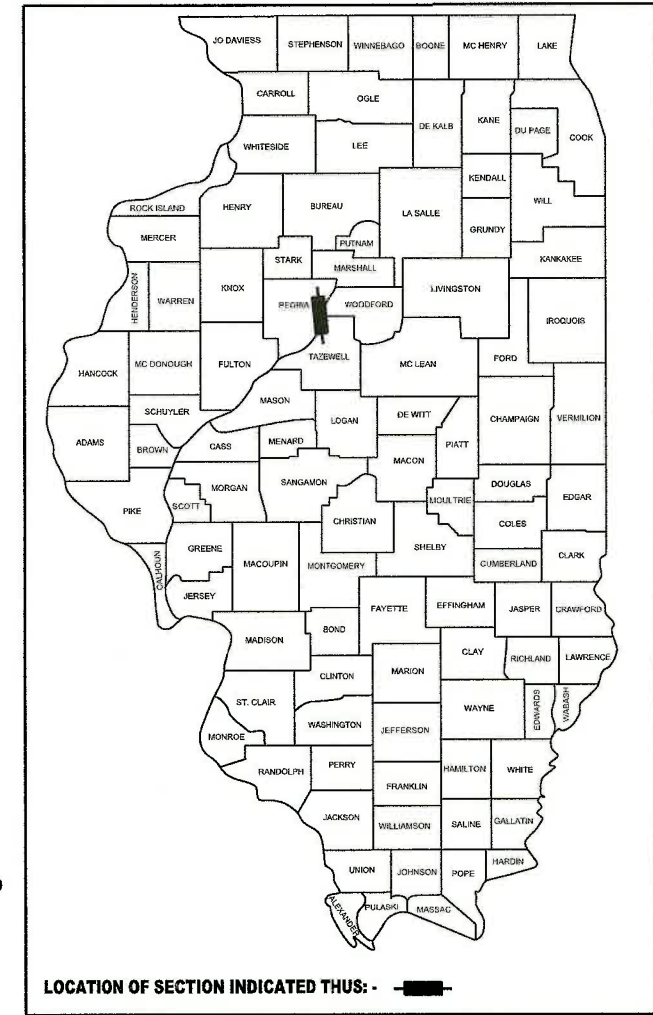 JO DAVIESS STEPHENSON WINNEBAGO BOONE MC HENRY LAKE
CARROLL OGLE DE KALB KANE DU PAGE COOK
WHITESIDE LEE KENDALL
ROCK ISLAND HENRY BUREAU LA SALLE GRUNDY WILL
MERCER PUTNAM
STARK MARSHALL KANKAKEE
HENDERSON WARREN KNOX PEORIA WOODFORD LIVINGSTON IROQUOIS
HANCOCK MC DONOUGH FULTON TAZEWELL MC LEAN FORD
MASON
SCHUYLER LOGAN DE WITT CHAMPAIGN VERMILION
ADAMS BROWN CASS MENARD PIATT
MACON
PIKE SCOTT MORGAN SANGAMON MOULTRIE DOUGLAS EDGAR
CHRISTIAN COLES
GREENE MACOUPIN MONTGOMERY SHELBY CUMBERLAND CLARK
CALHOUN JERSEY FAYETTE EFFINGHAM JASPER CRAWFORD
MADISON BOND
CLAY RICHLAND LAWRENCE
CLINTON MARION
ST. CLAIR WAYNE EDWARDS WABASH
WASHINGTON JEFFERSON
MONROE
RANDOLPH PERRY HAMILTON WHITE
FRANKLIN
JACKSON WILLIAMSON SALINE GALLATIN
UNION JOHNSON POPE HARDIN
ALEXANDER PULASKI MASSAC
LOCATION OF SECTION INDICATED THUS: -